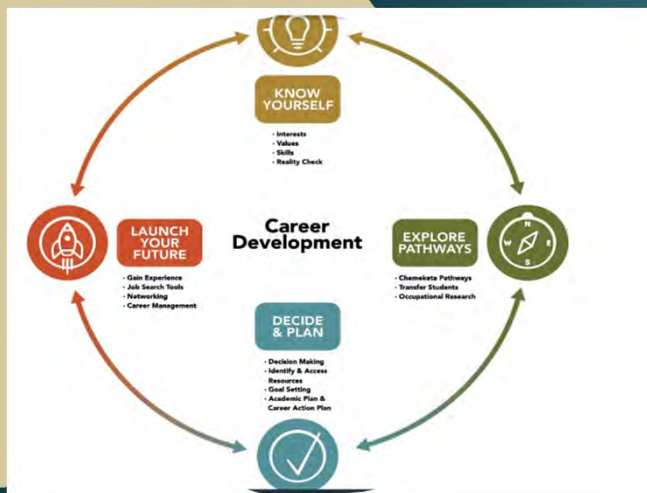 KNOW
YOURSELF
· Interests
· Values
· Skills
· Reality Check
LAUNCH
YOUR
FUTURE
· Gain Experience
· Job Search Tools
· Networking
· Career Management
Career
Development
EXPLORE
PATHWAYS
· Chemeketa Pathways
· Transfer Students
· Occupational Research
N
W
E
S
DECIDE
& PLAN
· Decision Making
· Identify & Access
Resources
· Goal Setting
· Academic Plan &
Career Action Plan